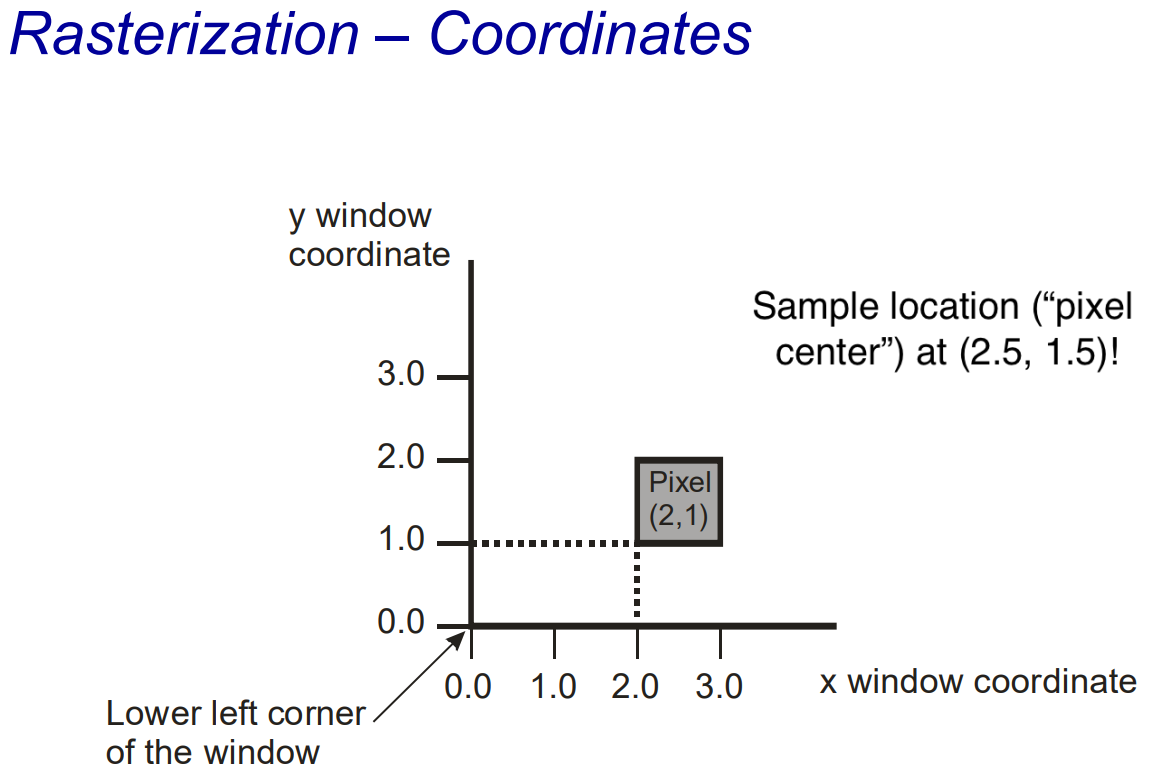 Rasterization – Coordinates
y window
coordinate
Sample location (“pixel
center”) at (2.5, 1.5)!
3.0
2.0
1.0
0.0
Pixel
(2,1)
0.0 1.0 2.0 3.0
x window coordinate
Lower left corner
of the window